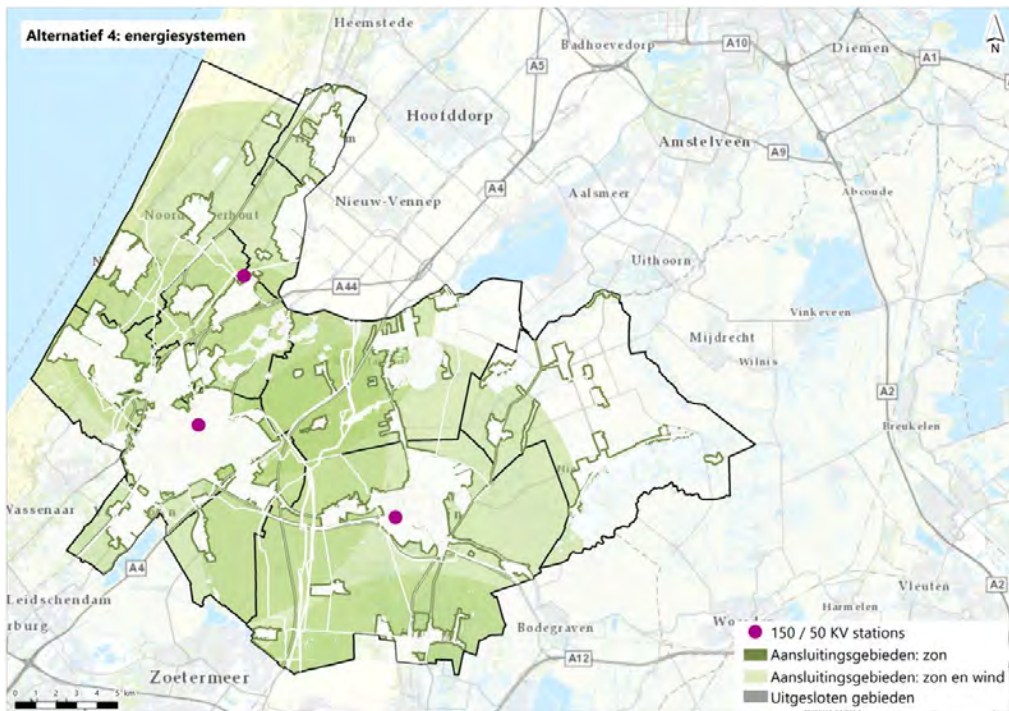 Alternatief 4: energiesystemen
Heemstede
Badhoevedorp
A10
Diemen
A1
N
A5
Hoofddorp
Amstelveen
A9
A4
Aalsmeer
Abcoude
Nieuw-Vennep
Uithoorn
A44
Vinkeveen
Mijdrecht
Wilnis
A2
Breukelen
Wassenaar
A4
Leidschendam
Vleuten
A2
Harmelen
Bodegraven
A12
Zoetermeer
0 1 2 3 4 5 km
150 / 50 KV stations
Aansluitingsgebieden: zon
Aansluitingsgebieden: zon en wind
Uitgesloten gebieden